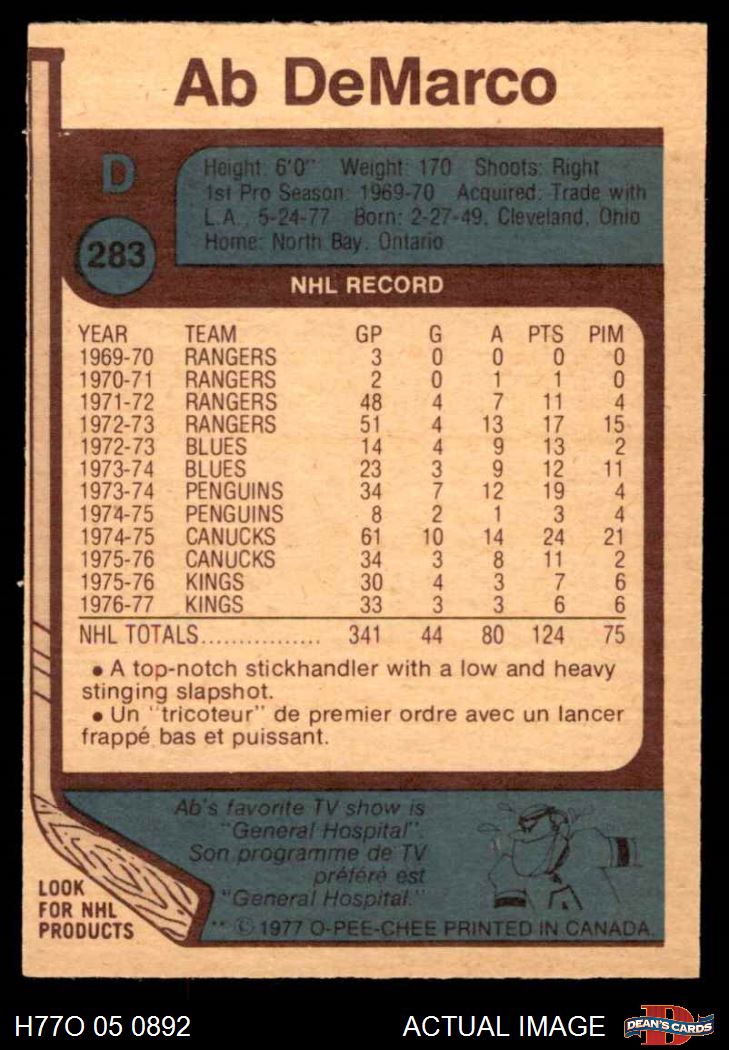 Ab DeMarco
D
283
Height: 6'0" Weight: 170 Shoots: Right
1st Pro Season: 1969-70 Acquired: Trade with
L.A., 5-24-77 Born: 2-27-49, Cleveland, Ohio
Home: North Bay, Ontario
NHL RECORD
YEAR TEAM GP G A PTS PIM
1969-70 RANGERS 3 0 0 0 0
1970-71 RANGERS 2 0 1 1 0
1971-72 RANGERS 48 4 7 11 4
1972-73 RANGERS 51 4 13 17 15
1972-73 BLUES 14 4 9 13 2
1973-74 BLUES 23 3 9 12 11
1973-74 PENGUINS 34 7 12 19 4
1974-75 PENGUINS 8 2 1 3 4
1974-75 CANUCKS 61 10 14 24 21
1975-76 CANUCKS 34 3 8 11 2
1975-76 KINGS 30 4 3 7 6
1976-77 KINGS 33 3 3 6 6
NHL TOTALS................ 341 44 80 124 75
• A top-notch stickhandler with a low and heavy
stinging slapshot.
• Un "tricoteur" de premier ordre avec un lancer
frappé bas et puissant.
Ab's favorite TV show is
"General Hospital".
Son programme de TV
préféré est
"General Hospital."
LOOK
FOR NHL
PRODUCTS
** © 1977 O-PEE-CHEE PRINTED IN CANADA.
H77O 05 0892
ACTUAL IMAGE
D
DEAN'S CARDS